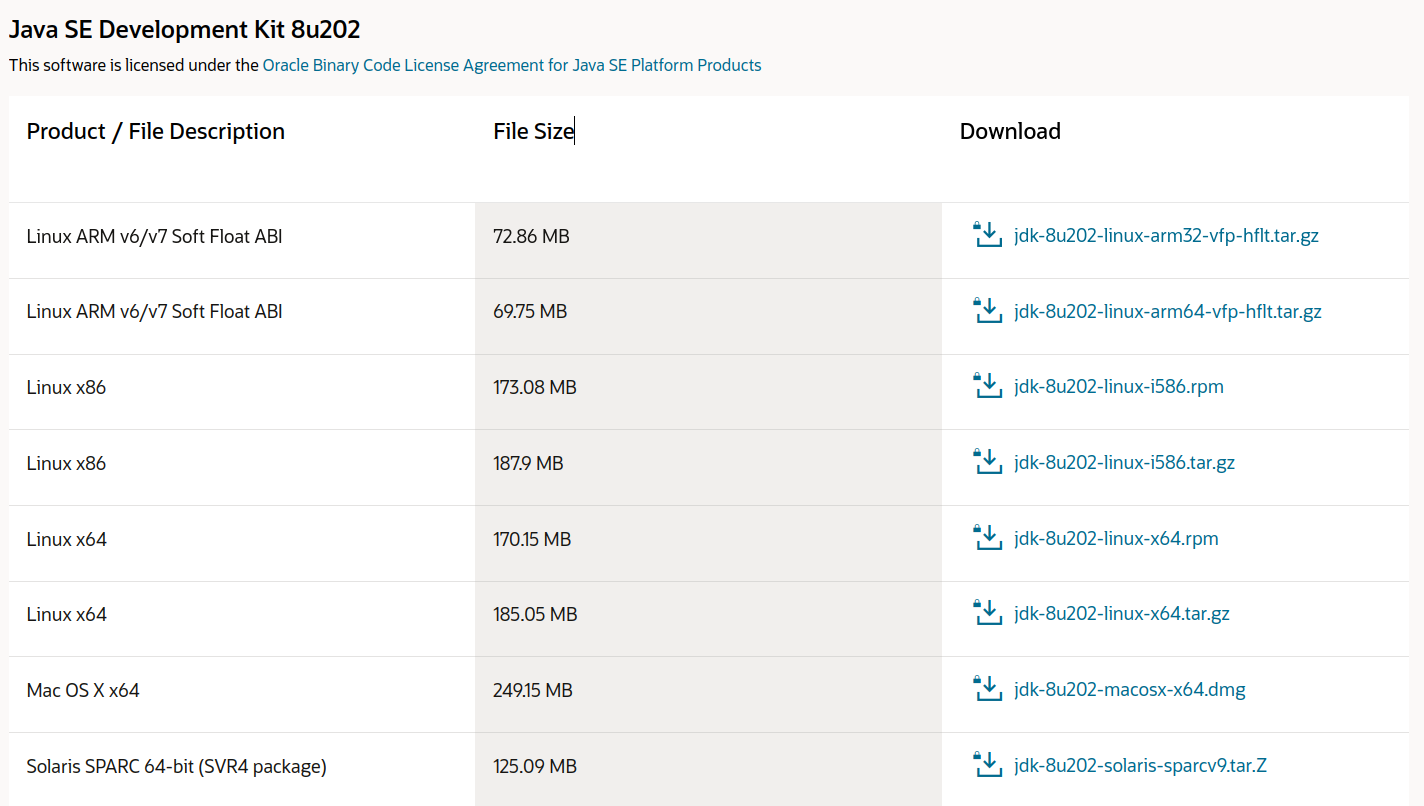 Java SE Development Kit 8u202
This software is licensed under the Oracle Binary Code License Agreement for Java SE Platform Products
Product / File Description File Size Download
Linux ARM v6/v7 Soft Float ABI 72.86 MB jdk-8u202-linux-arm32-vfp-hflt.tar.gz
Linux ARM v6/v7 Soft Float ABI 69.75 MB jdk-8u202-linux-arm64-vfp-hflt.tar.gz
Linux x86 173.08 MB jdk-8u202-linux-i586.rpm
Linux x86 187.9 MB jdk-8u202-linux-i586.tar.gz
Linux x64 170.15 MB jdk-8u202-linux-x64.rpm
Linux x64 185.05 MB jdk-8u202-linux-x64.tar.gz
Mac OS X x64 249.15 MB jdk-8u202-macosx-x64.dmg
Solaris SPARC 64-bit (SVR4 package) 125.09 MB jdk-8u202-solaris-sparcv9.tar.Z